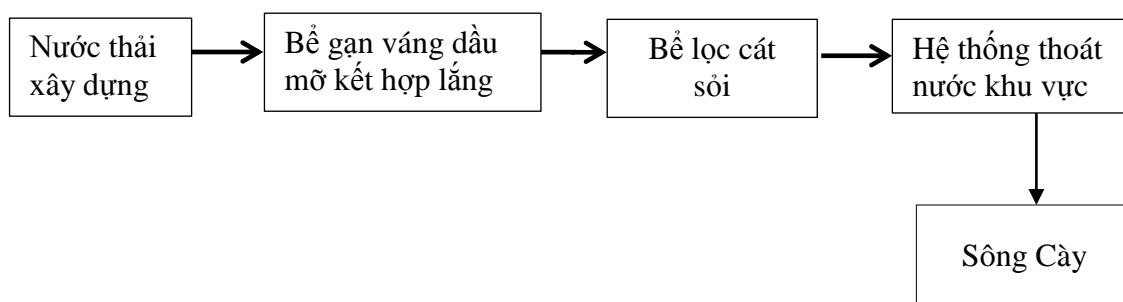 Nước thải
xây dựng
Bể gạn váng dầu
mỡ kết hợp lắng
Bể lọc cát
sỏi
Hệ thống thoát
nước khu vực
Sông Cày